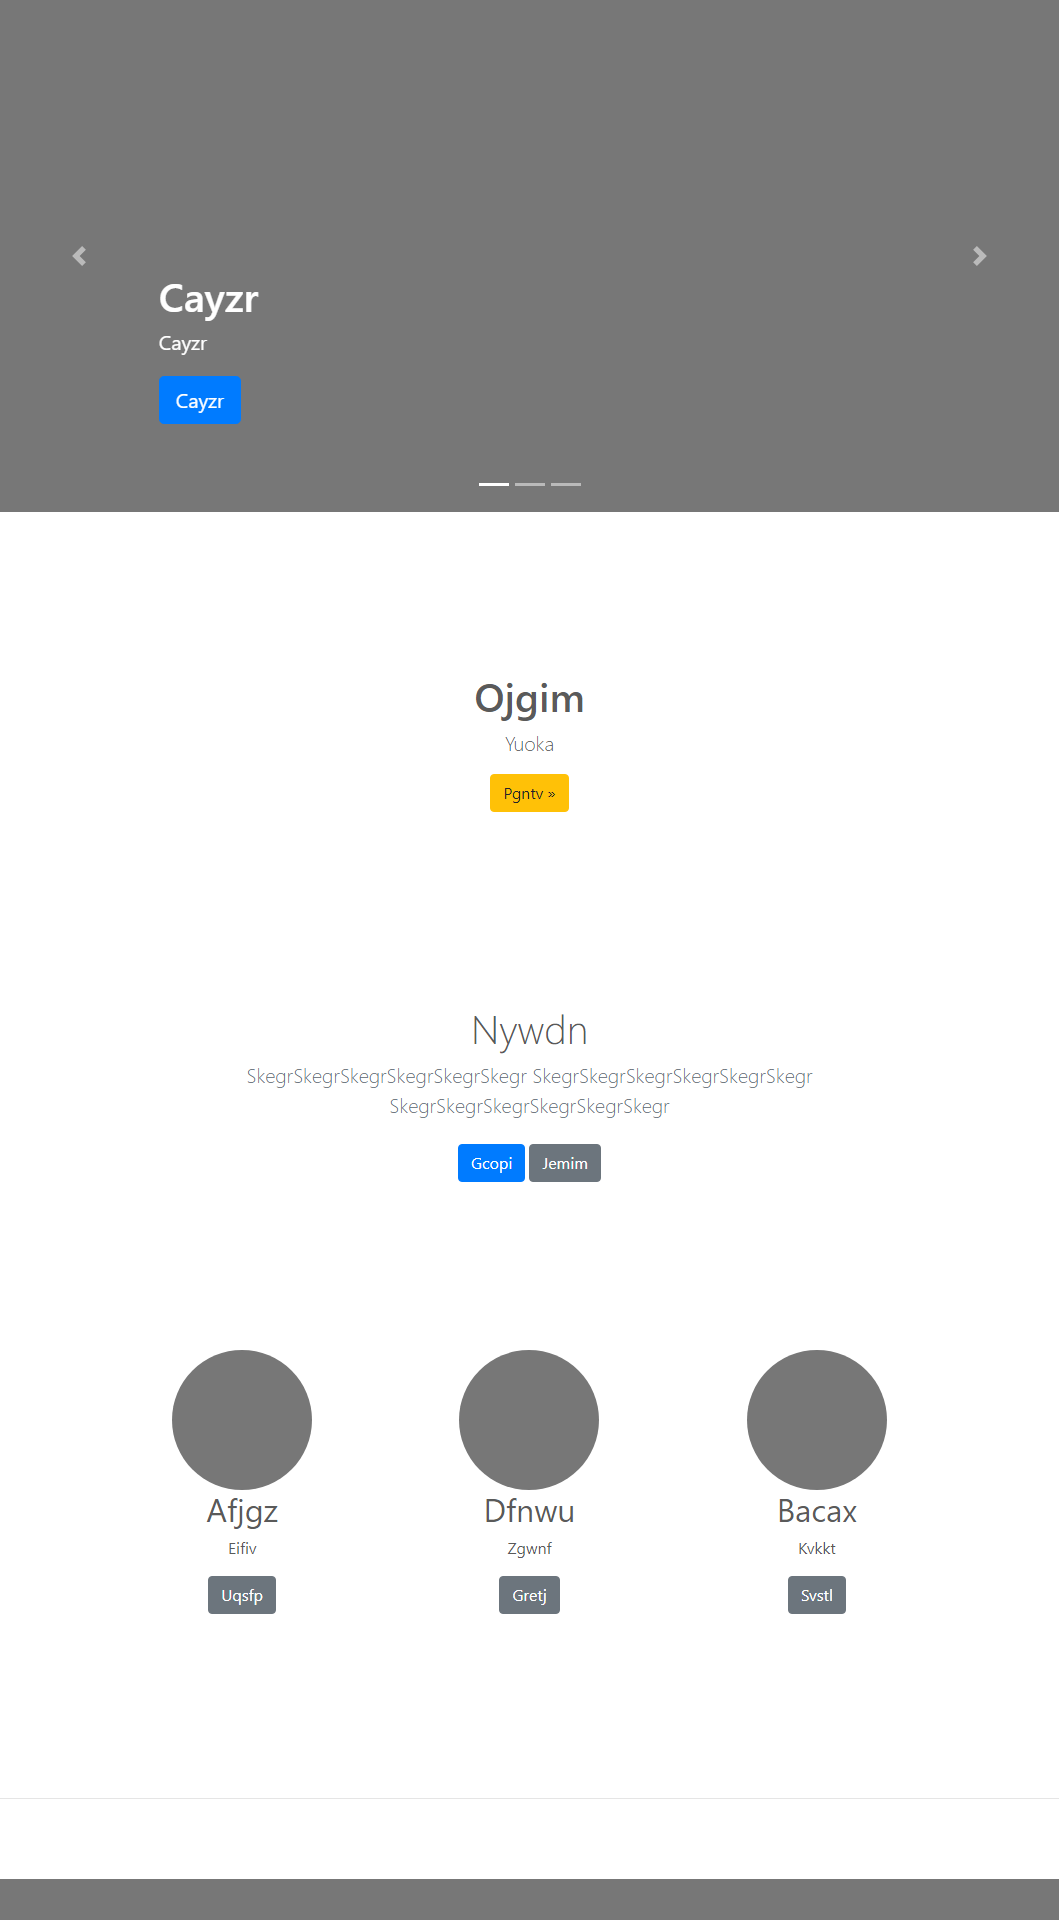 Cayzr
Cayzr
Cayzr
Ojgim
Yuoka
Pgntv »
Nywdn
SkegrSkegrSkegrSkegrSkegrSkegr SkegrSkegrSkegrSkegrSkegrSkegr
SkegrSkegrSkegrSkegrSkegrSkegr
Gcopi Jemim
Afjgz
Eifiv
Uqsfp
Dfnwu
Zgwnf
Gretj
Bacax
Kvkkt
Svstl